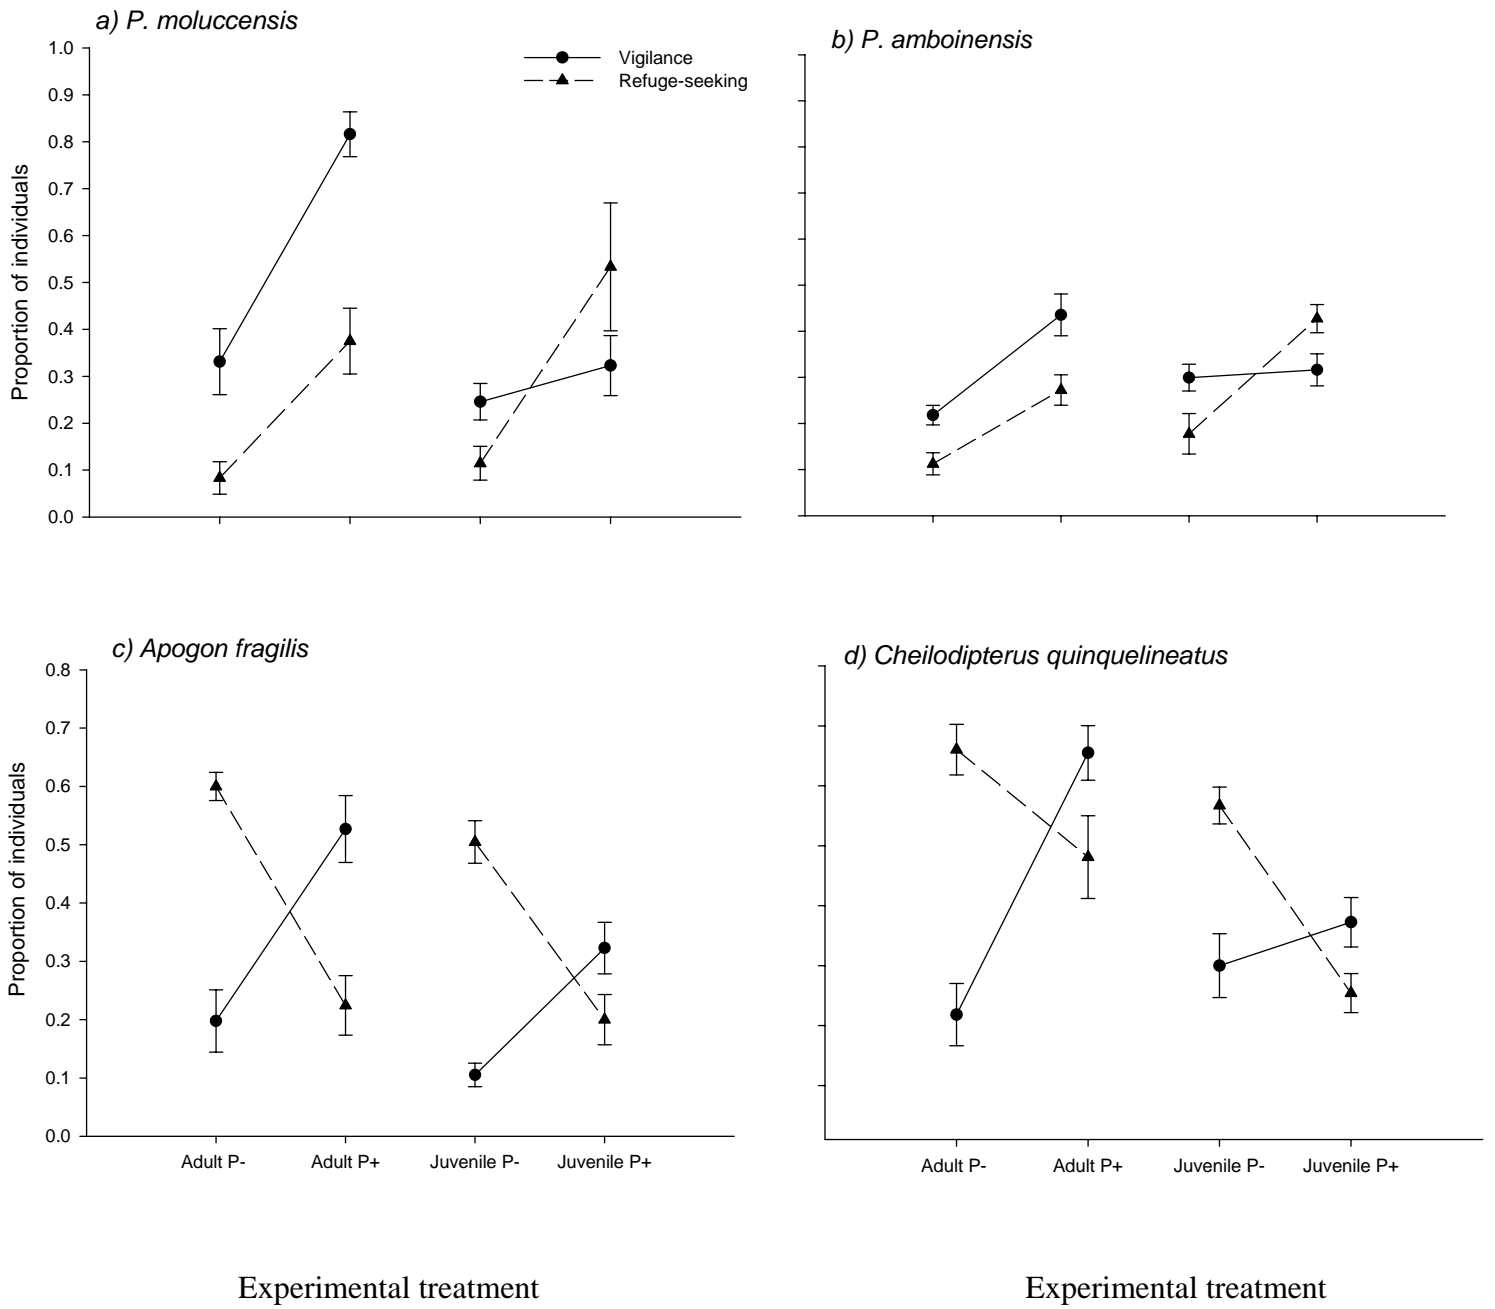 a) P. moluccensis
Vigilance
Refuge-seeking
1.0
0.9
0.8
0.7
0.6
0.5
0.4
0.3
0.2
0.1
0.0
Proportion of individuals
b) P. amboinensis
c) Apogon fragilis
0.8
0.7
0.6
0.5
0.4
0.3
0.2
0.1
0.0
Proportion of individuals
Adult P- Adult P+ Juvenile P- Juvenile P+
d) Cheilodipterus quinquelineatus
Adult P- Adult P+ Juvenile P- Juvenile P+
Experimental treatment
Experimental treatment